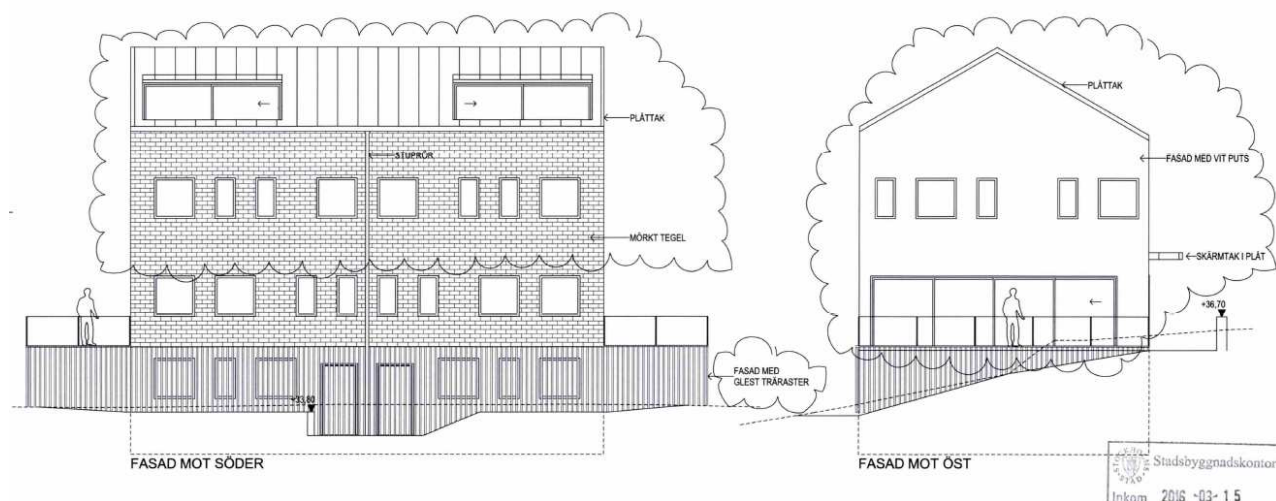 PLÅTTAK
STUPRÖR
MÖRKT TEGEL
FASAD MED
GLEST TRÄRASTER
+33,80
FASAD MOT SÖDER
PLÅTTAK
FASAD MED VIT PUTS
SKÄRMTAK I PLÅT
+36,70
FASAD MOT ÖST
Stadsbyggnadskontor
Inkom 2016 -03- 15